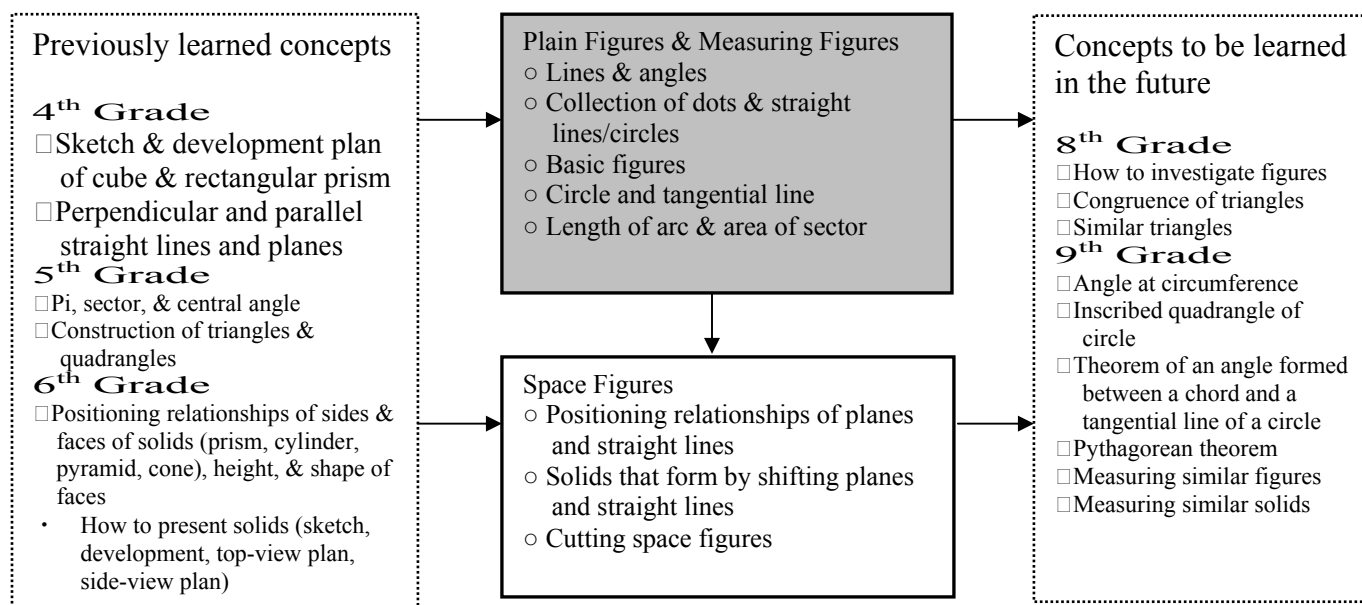 Previously learned concepts
4th Grade
□Sketch & development plan
of cube & rectangular prism
□Perpendicular and parallel
straight lines and planes
5th Grade
□Pi, sector, & central angle
□Construction of triangles &
quadrangles
6th Grade
□Positioning relationships of sides &
faces of solids (prism, cylinder,
pyramid, cone), height, & shape of
faces
・ How to present solids (sketch,
development, top-view plan,
side-view plan)
Plain Figures & Measuring Figures
○ Lines & angles
○ Collection of dots & straight
lines/circles
○ Basic figures
○ Circle and tangential line
○ Length of arc & area of sector
Space Figures
○ Positioning relationships of planes
and straight lines
○ Solids that form by shifting planes
and straight lines
○ Cutting space figures
Concepts to be learned
in the future
8th Grade
□How to investigate figures
□Congruence of triangles
□Similar triangles
9th Grade
□Angle at circumference
□Inscribed quadrangle of
circle
□Theorem of an angle formed
between a chord and a
tangential line of a circle
□Pythagorean theorem
□Measuring similar figures
□Measuring similar solids